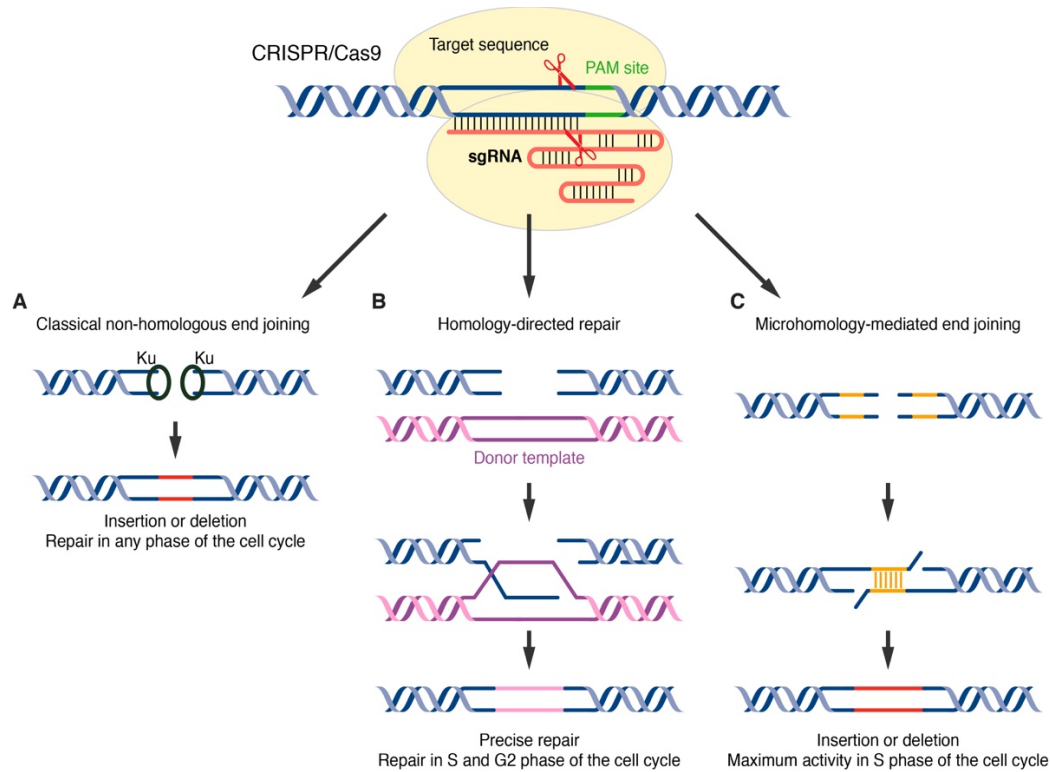 CRISPR/Cas9
Target sequence
PAM site
sgRNA
A
Classical non-homologous end joining
Ku
Ku
Insertion or deletion
Repair in any phase of the cell cycle
B
Homology-directed repair
Donor template
Precise repair
Repair in S and G2 phase of the cell cycle
C
Microhomology-mediated end joining
Insertion or deletion
Maximum activity in S phase of the cell cycle